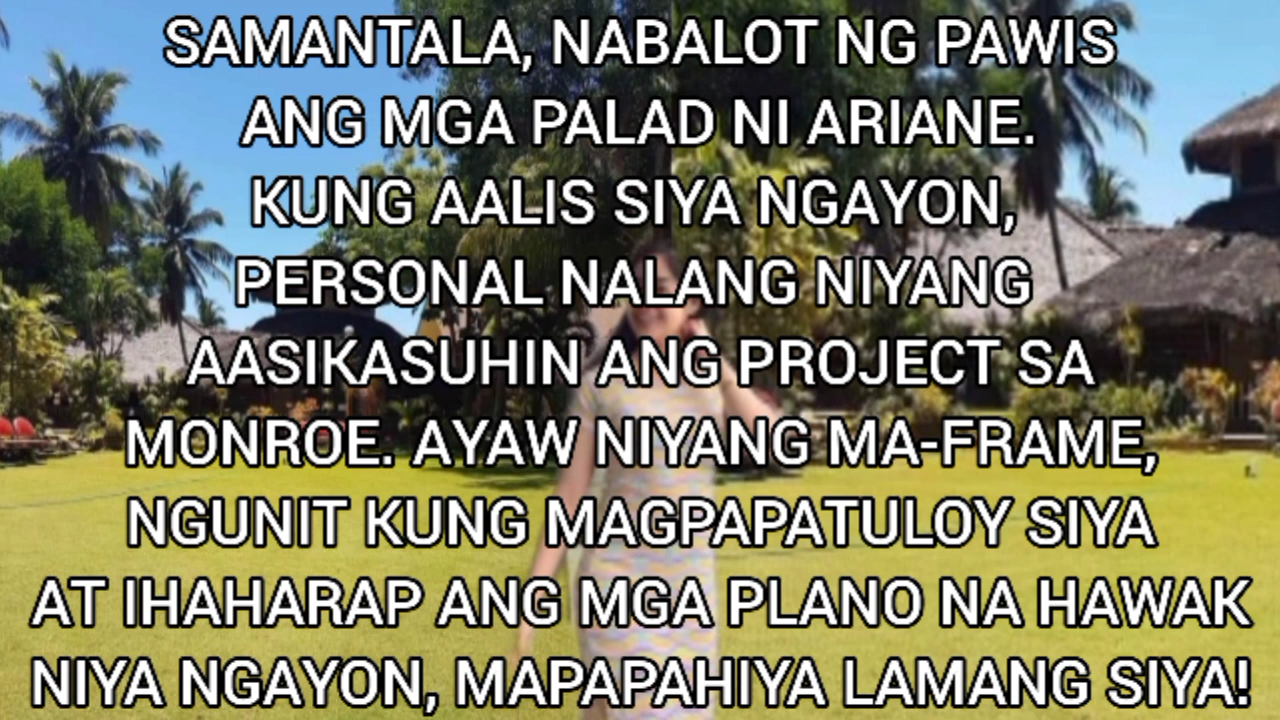 SAMANTALA, NABALOT NG PAWIS
ANG MGA PALAD NI ARIANE.
KUNG AALIS SIYA NGAYON,
PERSONAL NALANG NIYANG
AASIKASUHIN ANG PROJECT SA
MONROE. AYAW NIYANG MA-FRAME,
NGUNIT KUNG MAGPAPATULOY SIYA
AT IHAHARAP ANG MGA PLANO NA HAWAK
NIYA NGAYON, MAPAPAHIYA LAMANG SIYA!